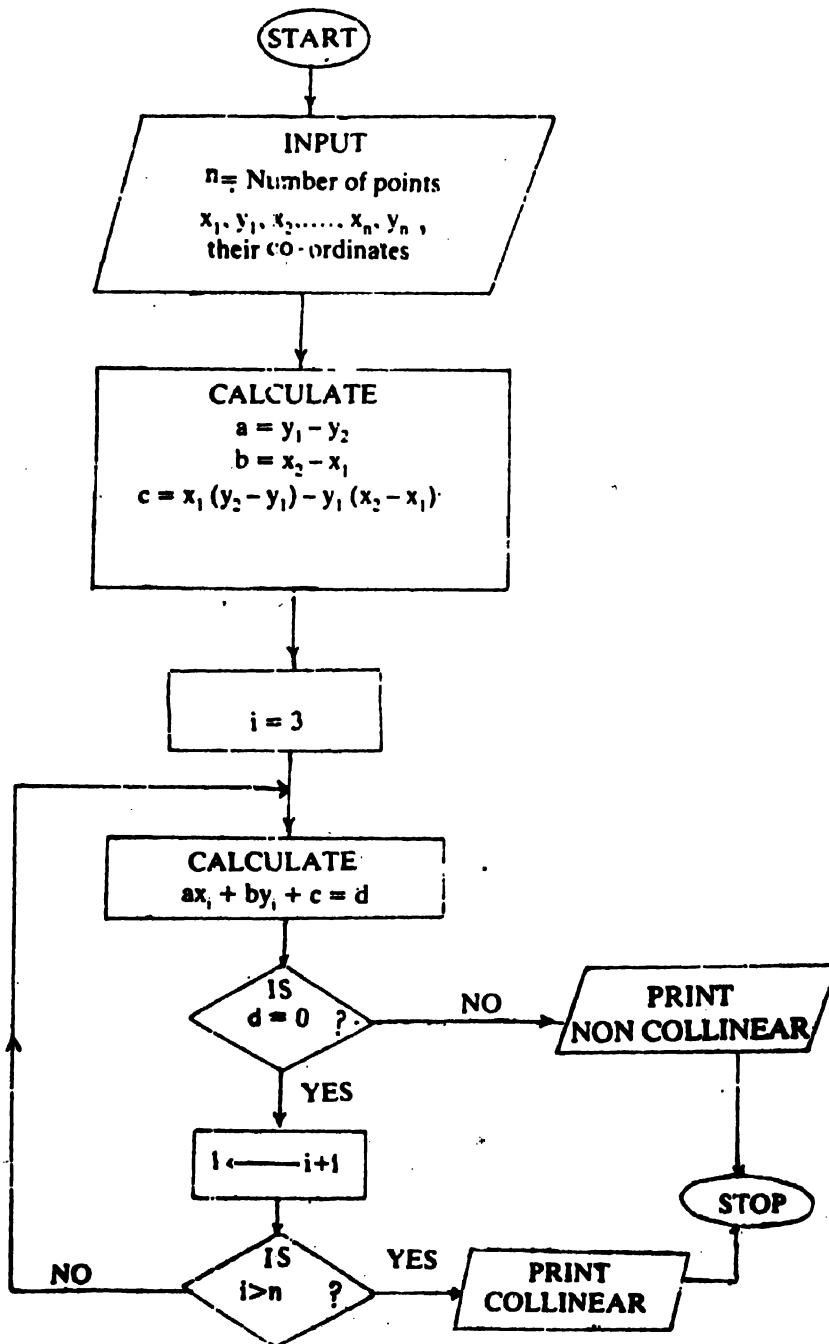 START
INPUT
n= Number of points
x₁, y₁, x₂,...., xₙ, yₙ ,
their co-ordinates
CALCULATE
a = y₁ – y₂
b = x₂ – x₁
c = x₁ (y₂ – y₁) – y₁ (x₂ – x₁)
i = 3
CALCULATE
axᵢ + byᵢ + c = d
IS
d = 0 ?
NO
PRINT
NON COLLINEAR
YES
i ← i+1
STOP
IS
i>n ?
NO
YES
PRINT
COLLINEAR